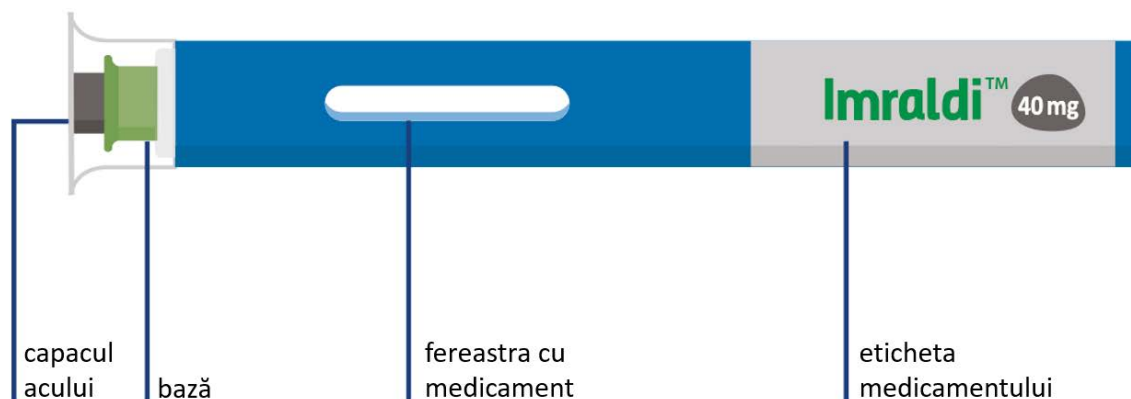 Imraldi™ 40 mg
capacul
acului
bază
fereastra cu
medicament
eticheta
medicamentului